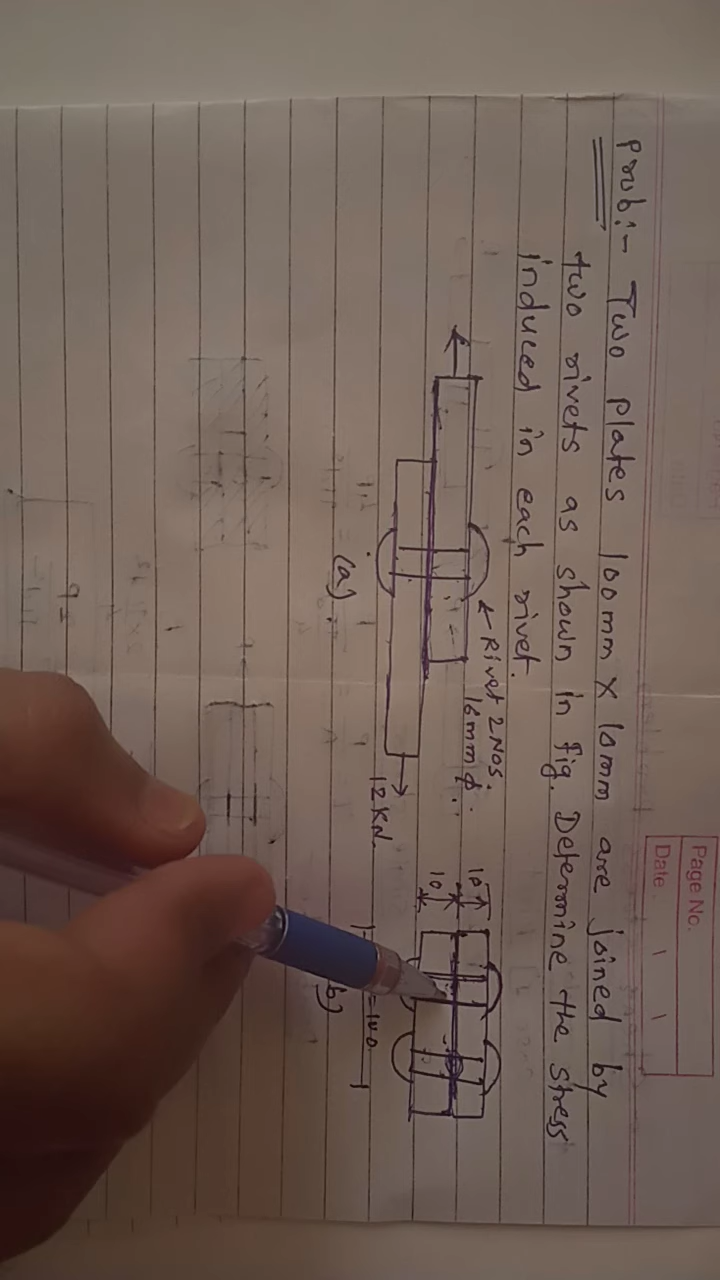 Page No.
Date / /
Prob:- Two plates 100mm X 10mm are joined by
two rivets as shown in fig. Determine the stress
induced in each rivet.
Rivet 2 Nos.
16mm ϕ..
12 KN.
10
10
(a)
b)
=100